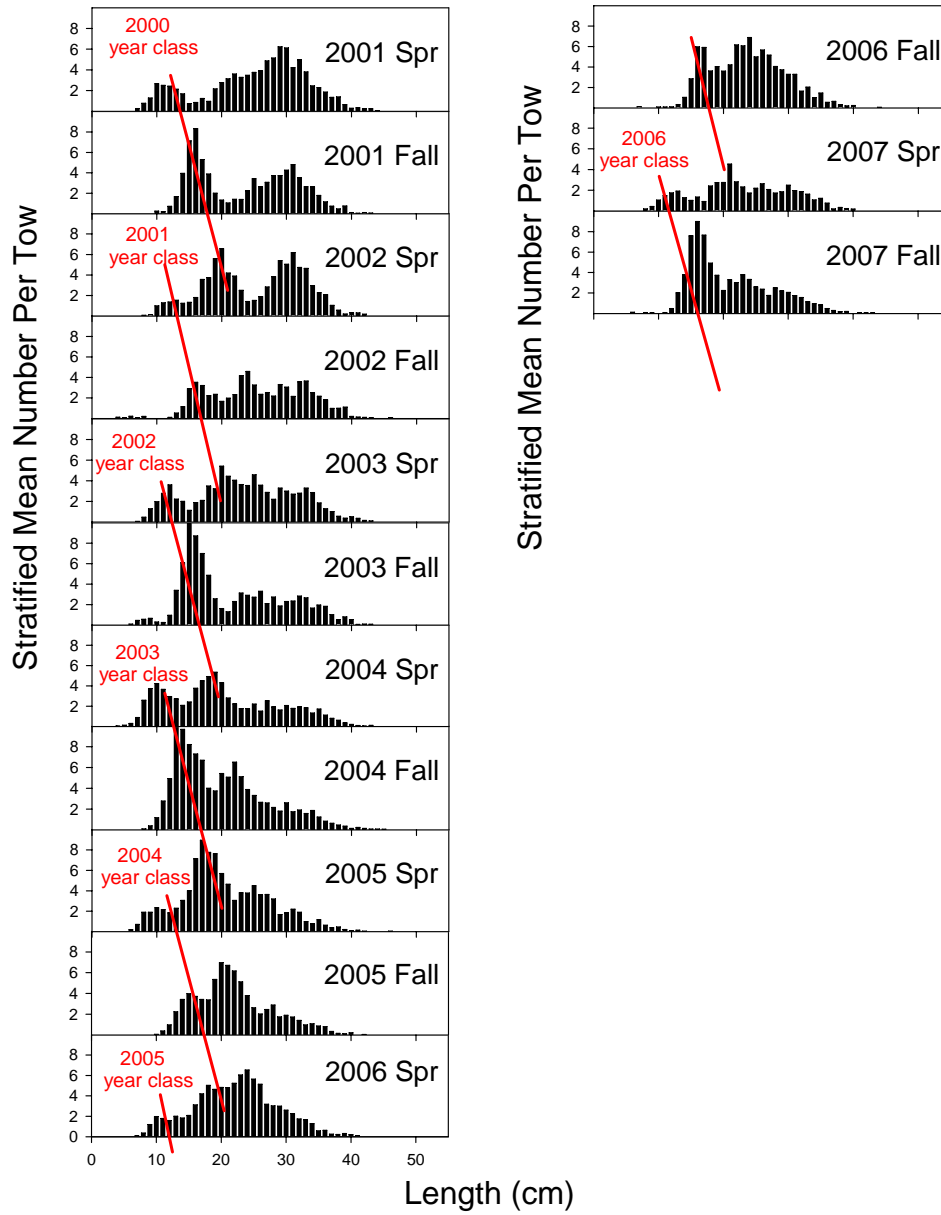 Stratified Mean Number Per Tow
8
6
4
2
2000
year class
2001 Spr
8
6
4
2
2001 Fall
8
6
4
2
2001
year class
2002 Spr
8
6
4
2
2002 Fall
8
6
4
2
2002
year class
2003 Spr
8
6
4
2
2003 Fall
8
6
4
2
2003
year class
2004 Spr
8
6
4
2
2004 Fall
8
6
4
2
2004
year class
2005 Spr
8
6
4
2
2005 Fall
8
6
4
2
0
2005
year class
2006 Spr
0 10 20 30 40 50
Length (cm)
Stratified Mean Number Per Tow
8
6
4
2
2006 Fall
8
6
4
2
2006
year class
2007 Spr
8
6
4
2
2007 Fall